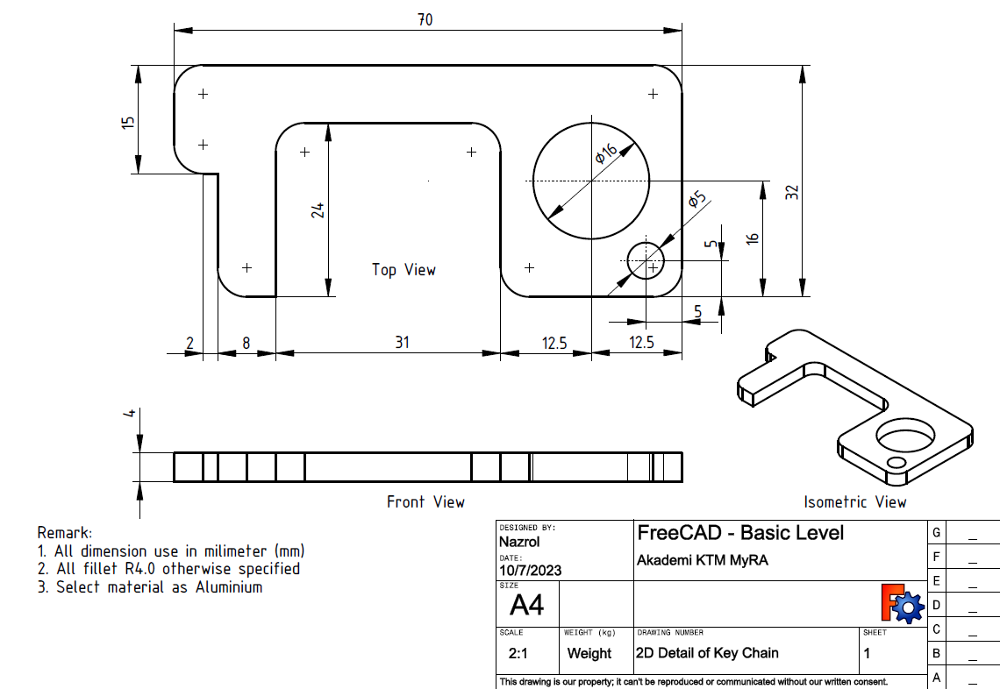 70
15
24
Ø16
Ø5
32
16
5
5
Top View
2
8
31
12.5
12.5
4
Front View
Isometric View
Remark:
1. All dimension use in milimeter (mm)
2. All fillet R4.0 otherwise specified
3. Select material as Aluminium
DESIGNED BY:
Nazrol
DATE:
10/7/2023
FreeCAD - Basic Level
Akademi KTM MyRA
SIZE
A4
SCALE
2:1
WEIGHT (kg)
Weight
DRAWING NUMBER
2D Detail of Key Chain
SHEET
1
This drawing is our property; it can't be reproduced or communicated without our written consent.
G _
F _
E _
D _
C _
B _
A _